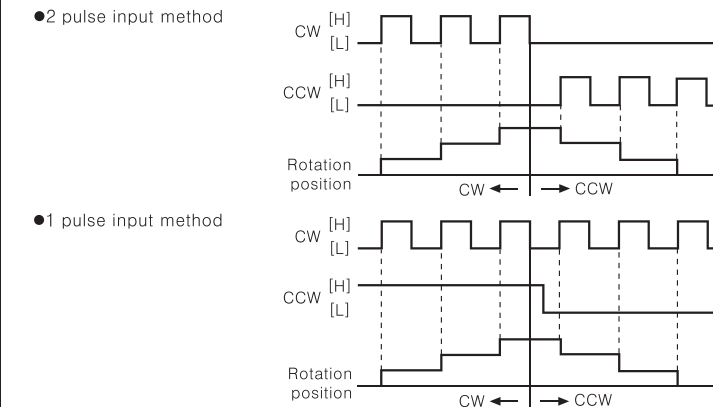 ●2 pulse input method
CW [H]
[L]
CCW [H]
[L]
Rotation
position
CW CCW
●1 pulse input method
CW [H]
[L]
CCW [H]
[L]
Rotation
position
CW CCW